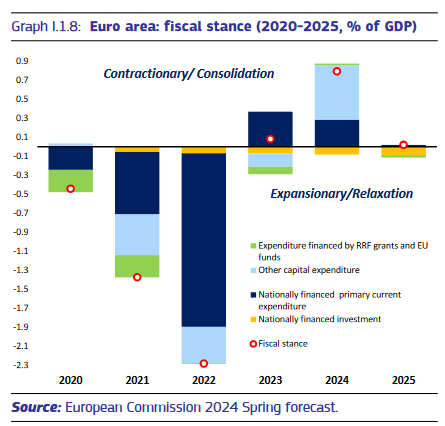 Graph I.1.8: Euro area: fiscal stance (2020-2025, % of GDP)
0.9
0.7
0.5
0.3
0.1
-0.1
-0.3
-0.5
-0.7
-0.9
-1.1
-1.3
-1.5
-1.7
-1.9
-2.1
-2.3
Contractionary/ Consolidation
Expansionary/Relaxation
Expenditure financed by RRF grants and EU
funds
Other capital expenditure
Nationally financed primary current
expenditure
Nationally financed investment
Fiscal stance
2020 2021 2022 2023 2024 2025
Source: European Commission 2024 Spring forecast.